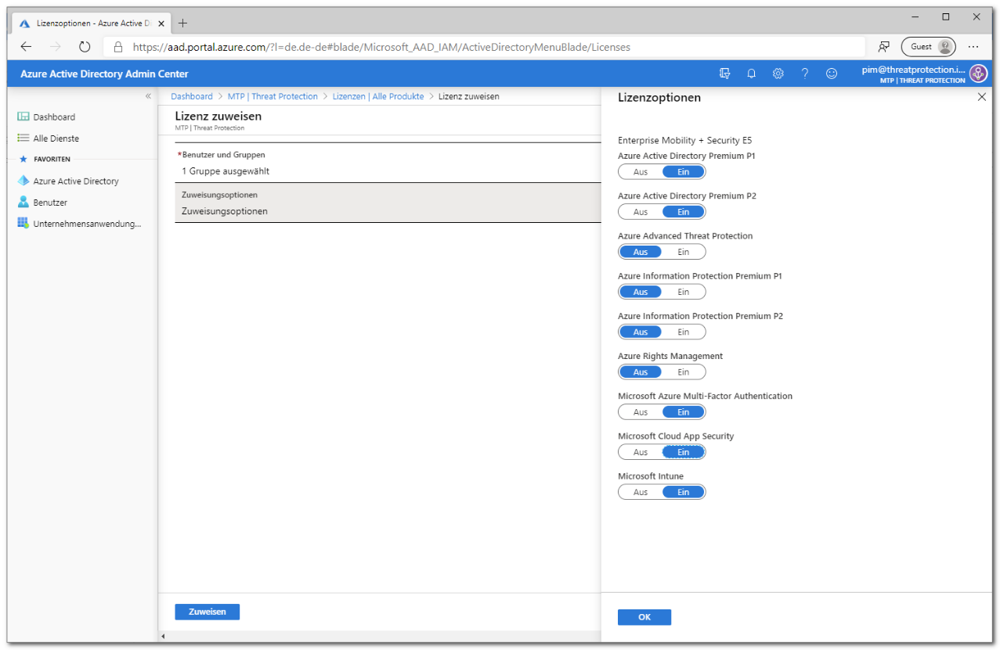 Lizenzoptionen - Azure Active Di
https://aad.portal.azure.com/?l=de.de-de#blade/Microsoft_AAD_IAM/ActiveDirectoryMenuBlade/Licenses
Guest
Azure Active Directory Admin Center
pim@threatprotection.i...
MTP | THREAT PROTECTION
Dashboard
Alle Dienste
FAVORITEN
Azure Active Directory
Benutzer
Unternehmensanwendung...
Dashboard > MTP | Threat Protection > Lizenzen | Alle Produkte > Lizenz zuweisen
Lizenz zuweisen
MTP | Threat Protection
*Benutzer und Gruppen
1 Gruppe ausgewählt
Zuweisungsoptionen
Zuweisungsoptionen
Zuweisen
Lizenzoptionen
Enterprise Mobility + Security E5
Azure Active Directory Premium P1
Aus Ein
Azure Active Directory Premium P2
Aus Ein
Azure Advanced Threat Protection
Aus Ein
Azure Information Protection Premium P1
Aus Ein
Azure Information Protection Premium P2
Aus Ein
Azure Rights Management
Aus Ein
Microsoft Azure Multi-Factor Authentication
Aus Ein
Microsoft Cloud App Security
Aus Ein
Microsoft Intune
Aus Ein
OK